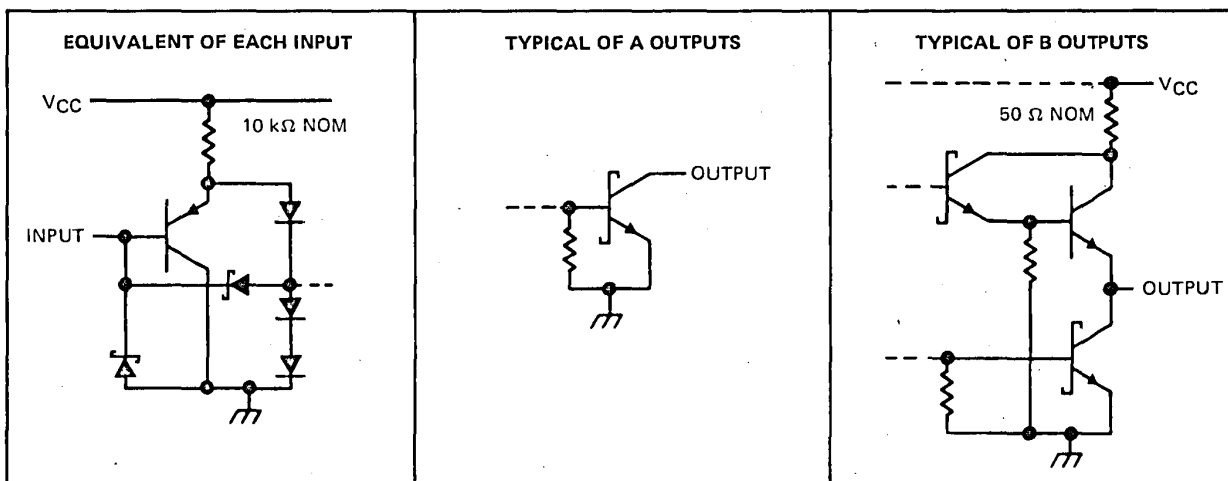 EQUIVALENT OF EACH INPUT
VCC
10 kΩ NOM
INPUT
TYPICAL OF A OUTPUTS
OUTPUT
TYPICAL OF B OUTPUTS
VCC
50 Ω NOM
OUTPUT